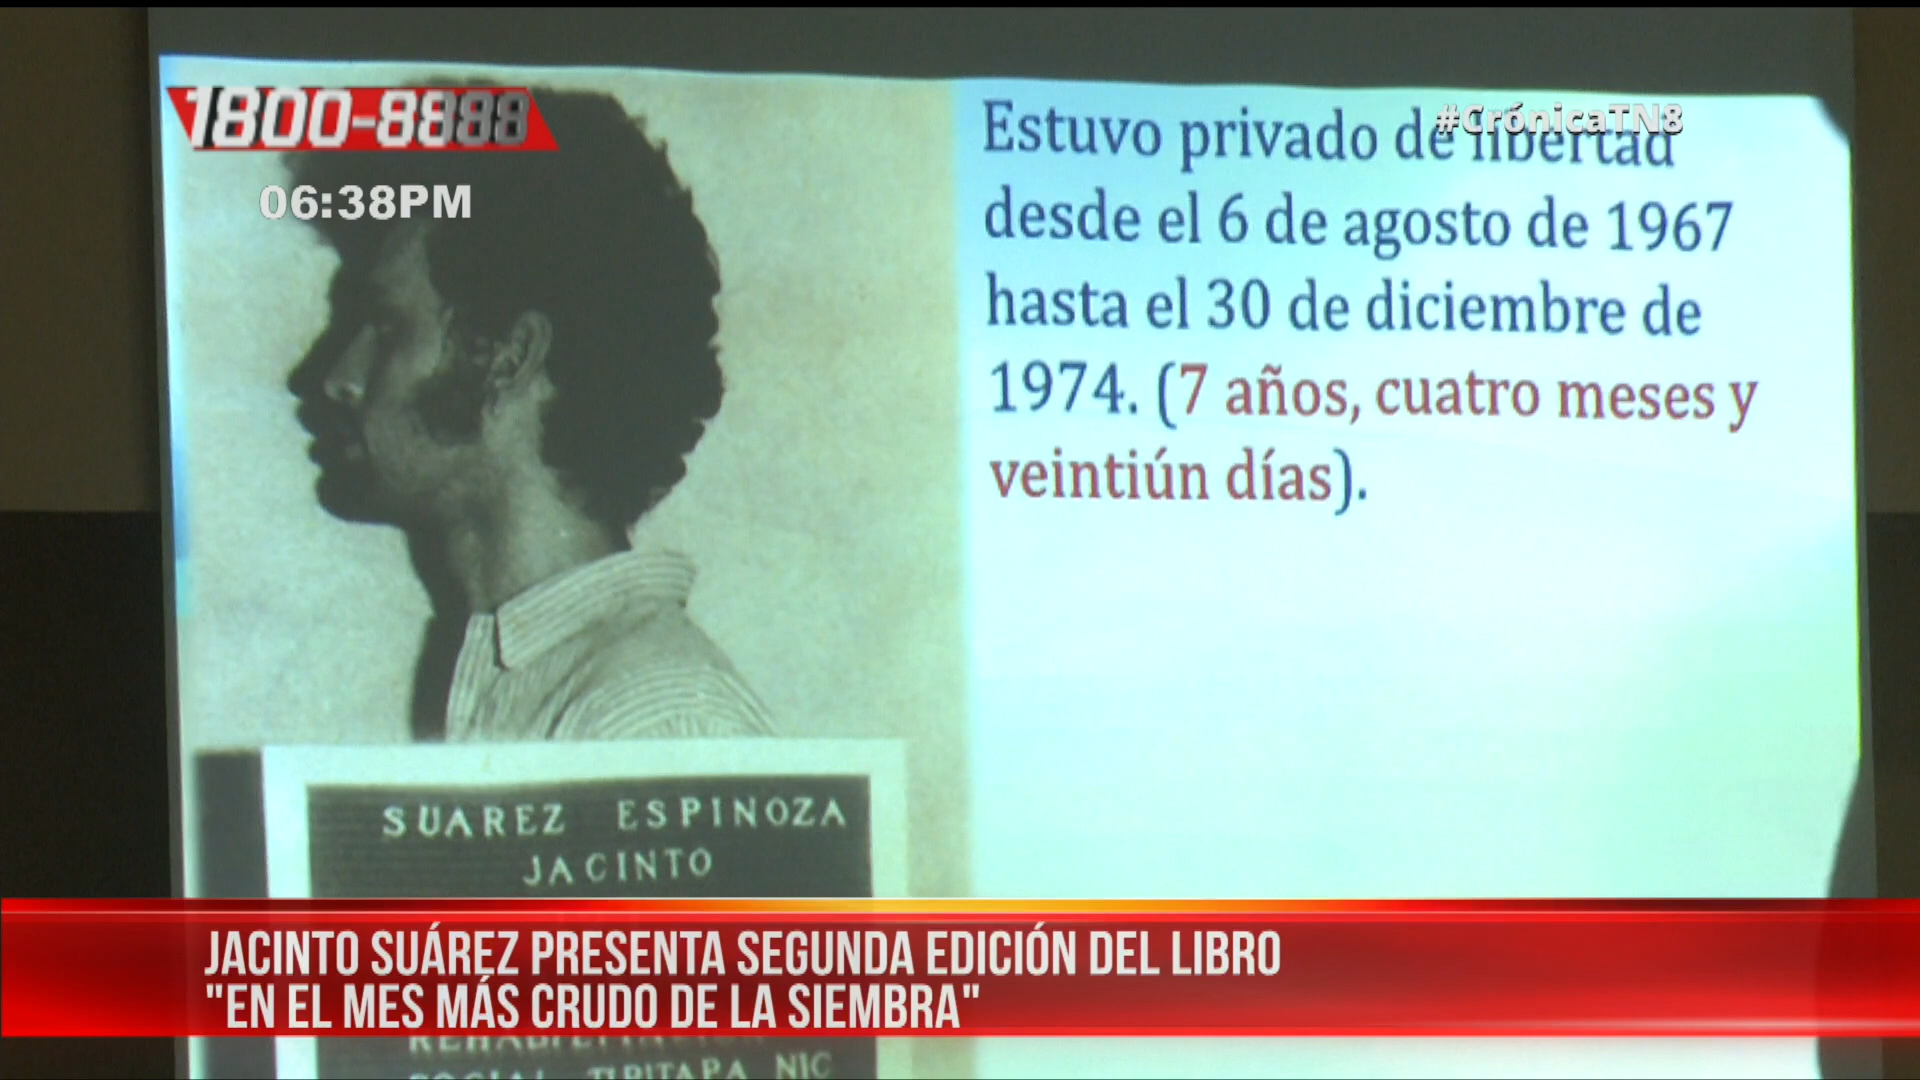 1800-8888
#CrónicaTN8
06:38PM
Estuvo privado de libertad
desde el 6 de agosto de 1967
hasta el 30 de diciembre de
1974. (7 años, cuatro meses y
veintiún días).
SUAREZ ESPINOZA
JACINTO
JACINTO SUÁREZ PRESENTA SEGUNDA EDICIÓN DEL LIBRO
"EN EL MES MÁS CRUDO DE LA SIEMBRA"
SOCIAL TIPITAPA NIC